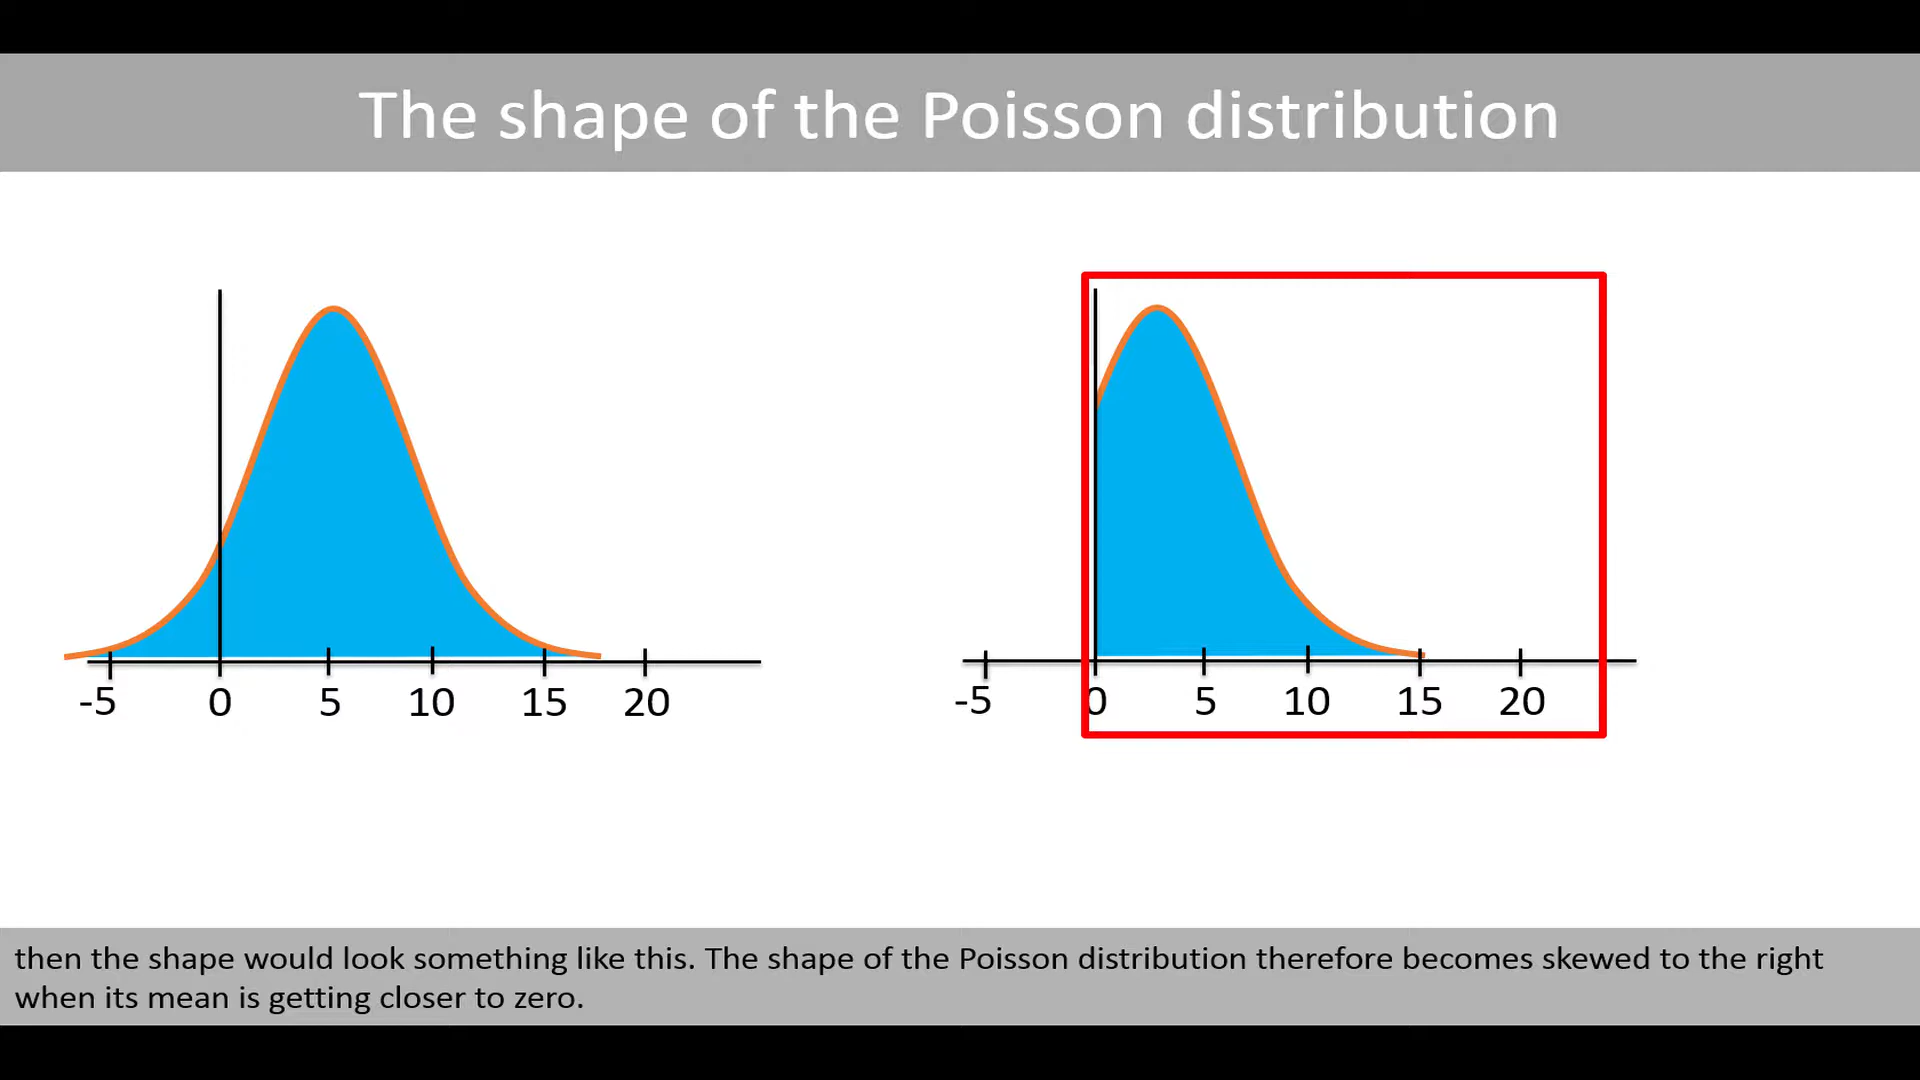 The shape of the Poisson distribution
-5 0 5 10 15 20
-5 0 5 10 15 20
then the shape would look something like this. The shape of the Poisson distribution therefore becomes skewed to the right
when its mean is getting closer to zero.